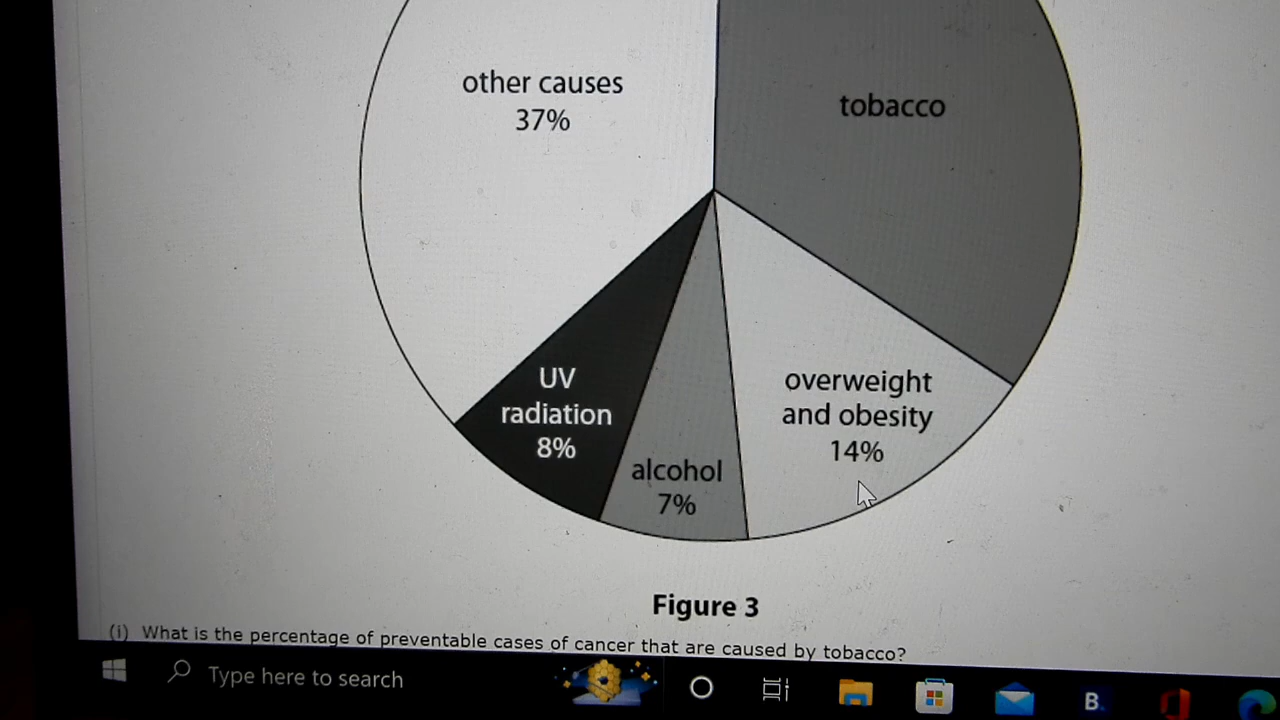 other causes
37%
tobacco
UV
radiation
8%
alcohol
7%
overweight
and obesity
14%
Figure 3
(i) What is the percentage of preventable cases of cancer that are caused by tobacco?
Type here to search
B.